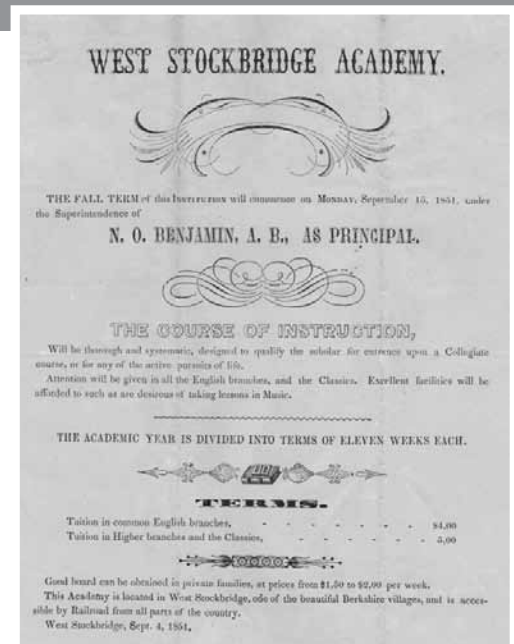 WEST STOCKBRIDGE ACADEMY.
THE FALL TERM of this INSTITUTION will commence on MONDAY, September 15, 1851, under
the Superintendence of
N. O. BENJAMIN, A. B., AS PRINCIPAL.
THE COURSE OF INSTRUCTION,
Will be thorough and systematic, designed to qualify the scholar for entrance upon a Collegiate
course, or for any of the active pursuits of life.
Attention will be given in all the English branches, and the Classics. Excellent facilities will be
afforded to such as are desirous of taking lessons in Music.
THE ACADEMIC YEAR IS DIVIDED INTO TERMS OF ELEVEN WEEKS EACH.
TERMS.
Tuition in common English branches, - - - - - - $4,00
Tuition in Higher branches and the Classics, - - - - - 5,00
Good board can be obtained in private families, at prices from $1,50 to $2,00 per week.
This Academy is located in West Stockbridge, one of the beautiful Berkshire villages, and is acces-
sible by Railroad from all parts of the country.
West Stockbridge, Sept. 4, 1851.